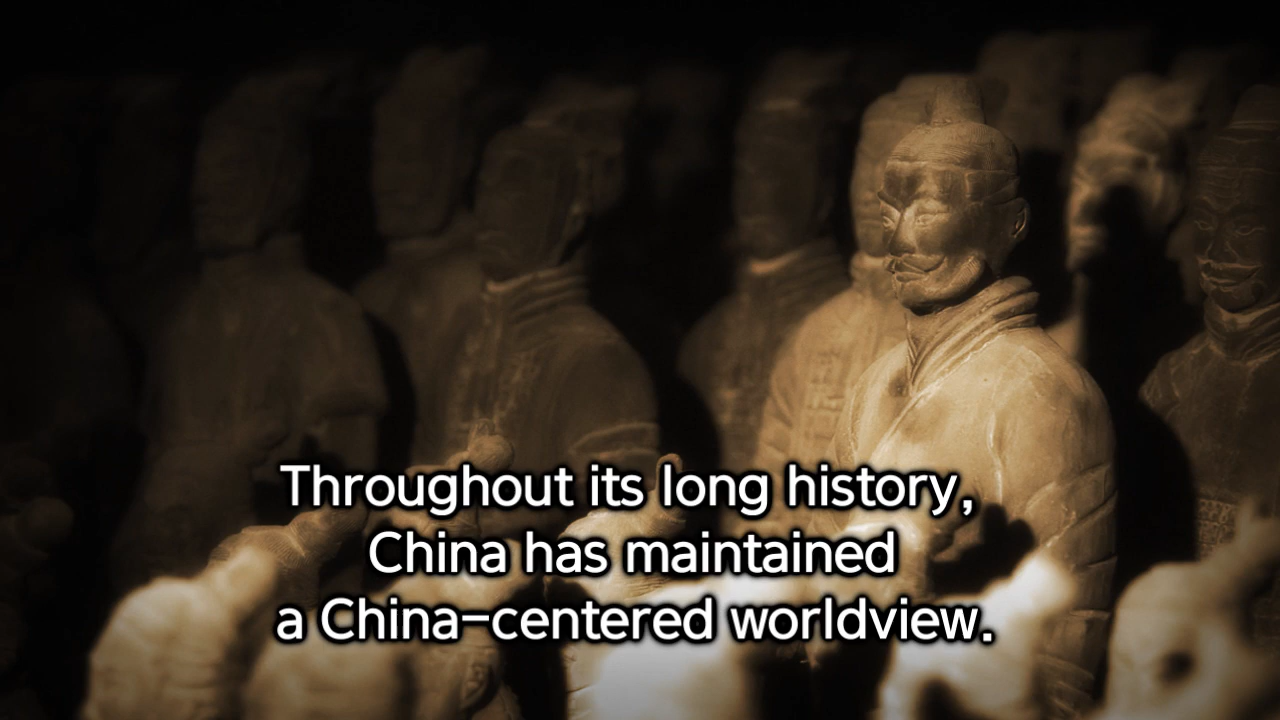 Throughout its long history,
China has maintained
a China-centered worldview.